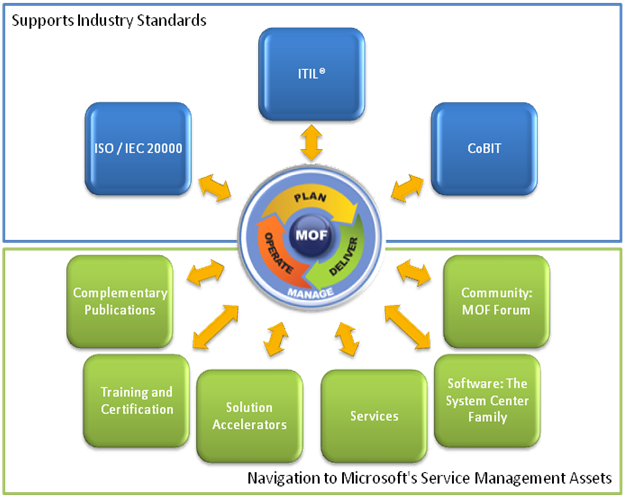 Supports Industry Standards
ITIL®
ISO / IEC 20000
CoBIT
PLAN
MOF
OPERATE
DELIVER
MANAGE
Complementary
Publications
Community:
MOF Forum
Training and
Certification
Solution
Accelerators
Services
Software: The
System Center
Family
Navigation to Microsoft's Service Management Assets